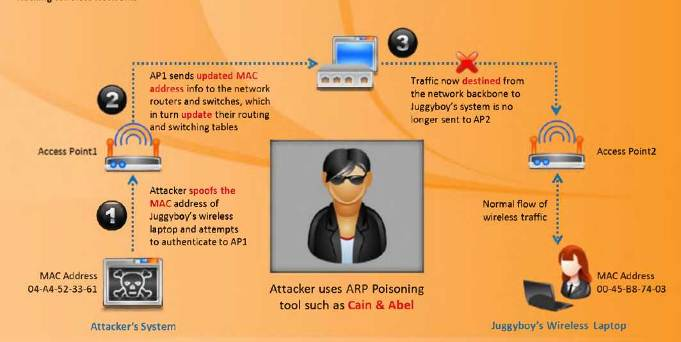 3
AP1 sends updated MAC
address info to the network
routers and switches, which
in turn update their routing
and switching tables
2
Traffic now destined from
the network backbone to
Juggyboy's system is no
longer sent to AP2
Access Point1
Access Point2
Attacker spoofs the
MAC address of
Juggyboy's wireless
laptop and attempts
to authenticate to AP1
1
Normal flow of
wireless traffic
MAC Address
04-A4-52-33-61
Attacker uses ARP Poisoning
tool such as Cain & Abel
MAC Address
00-45-B8-74-03
Attacker's System
Juggyboy's Wireless Laptop